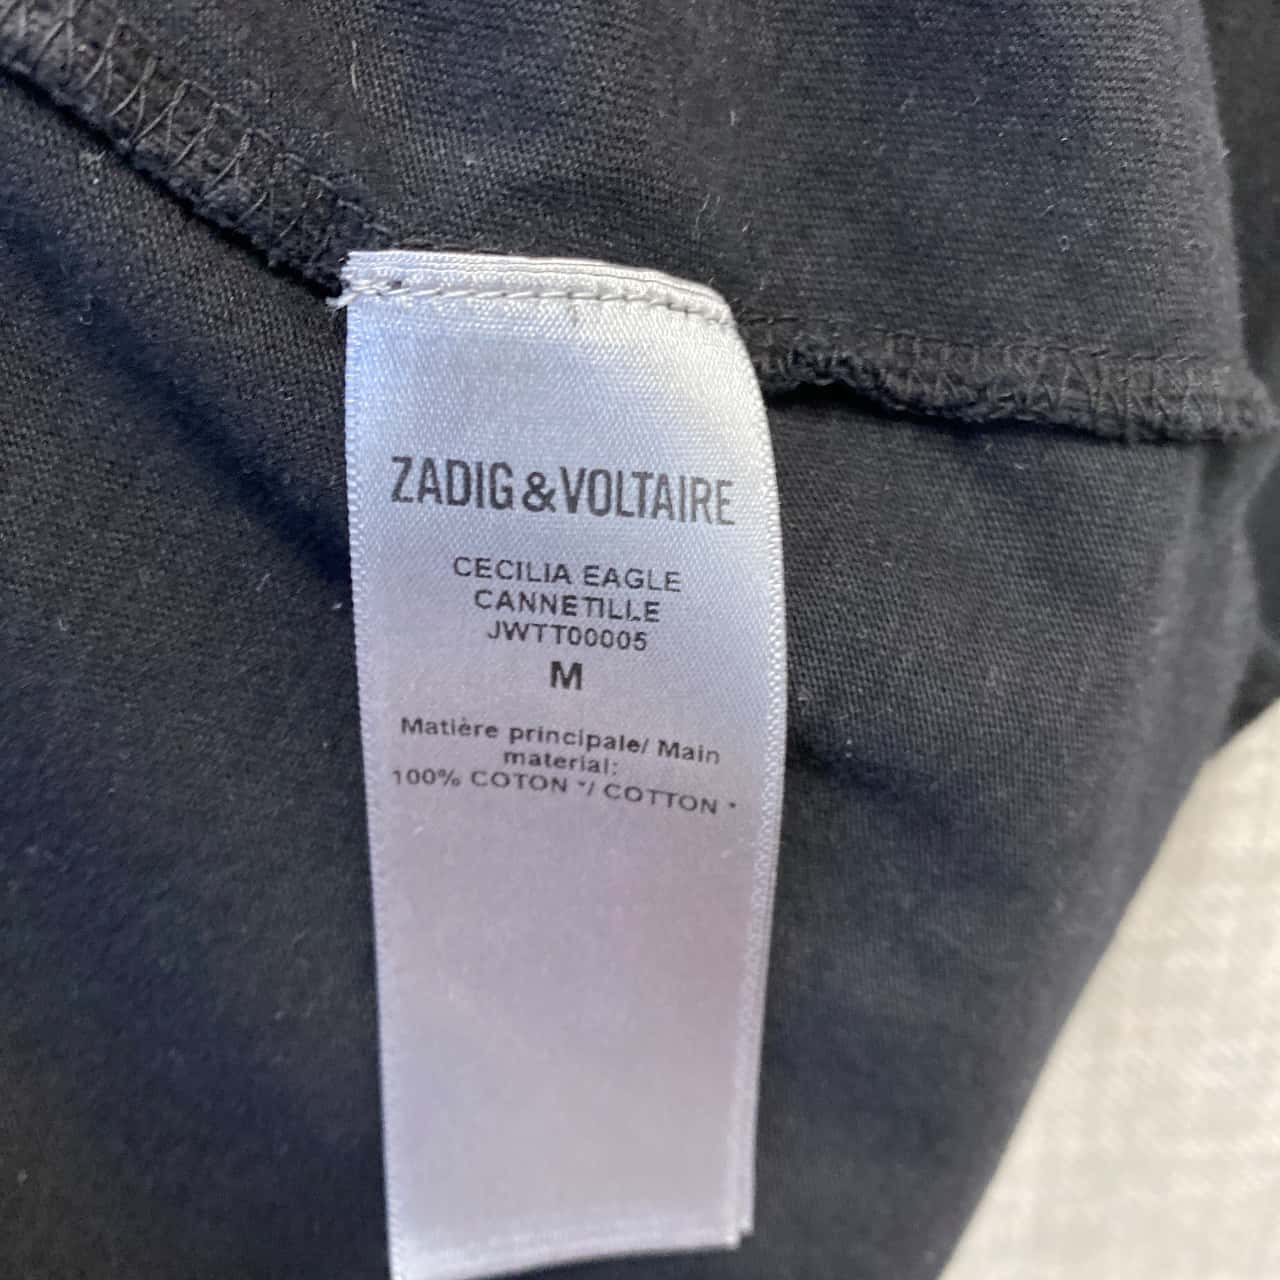 ZADIG & VOLTAIRE
CECILIA EAGLE
CANNETILLE
JWTT00005
M
Matière principale/ Main
material:
100% COTON */ COTTON *